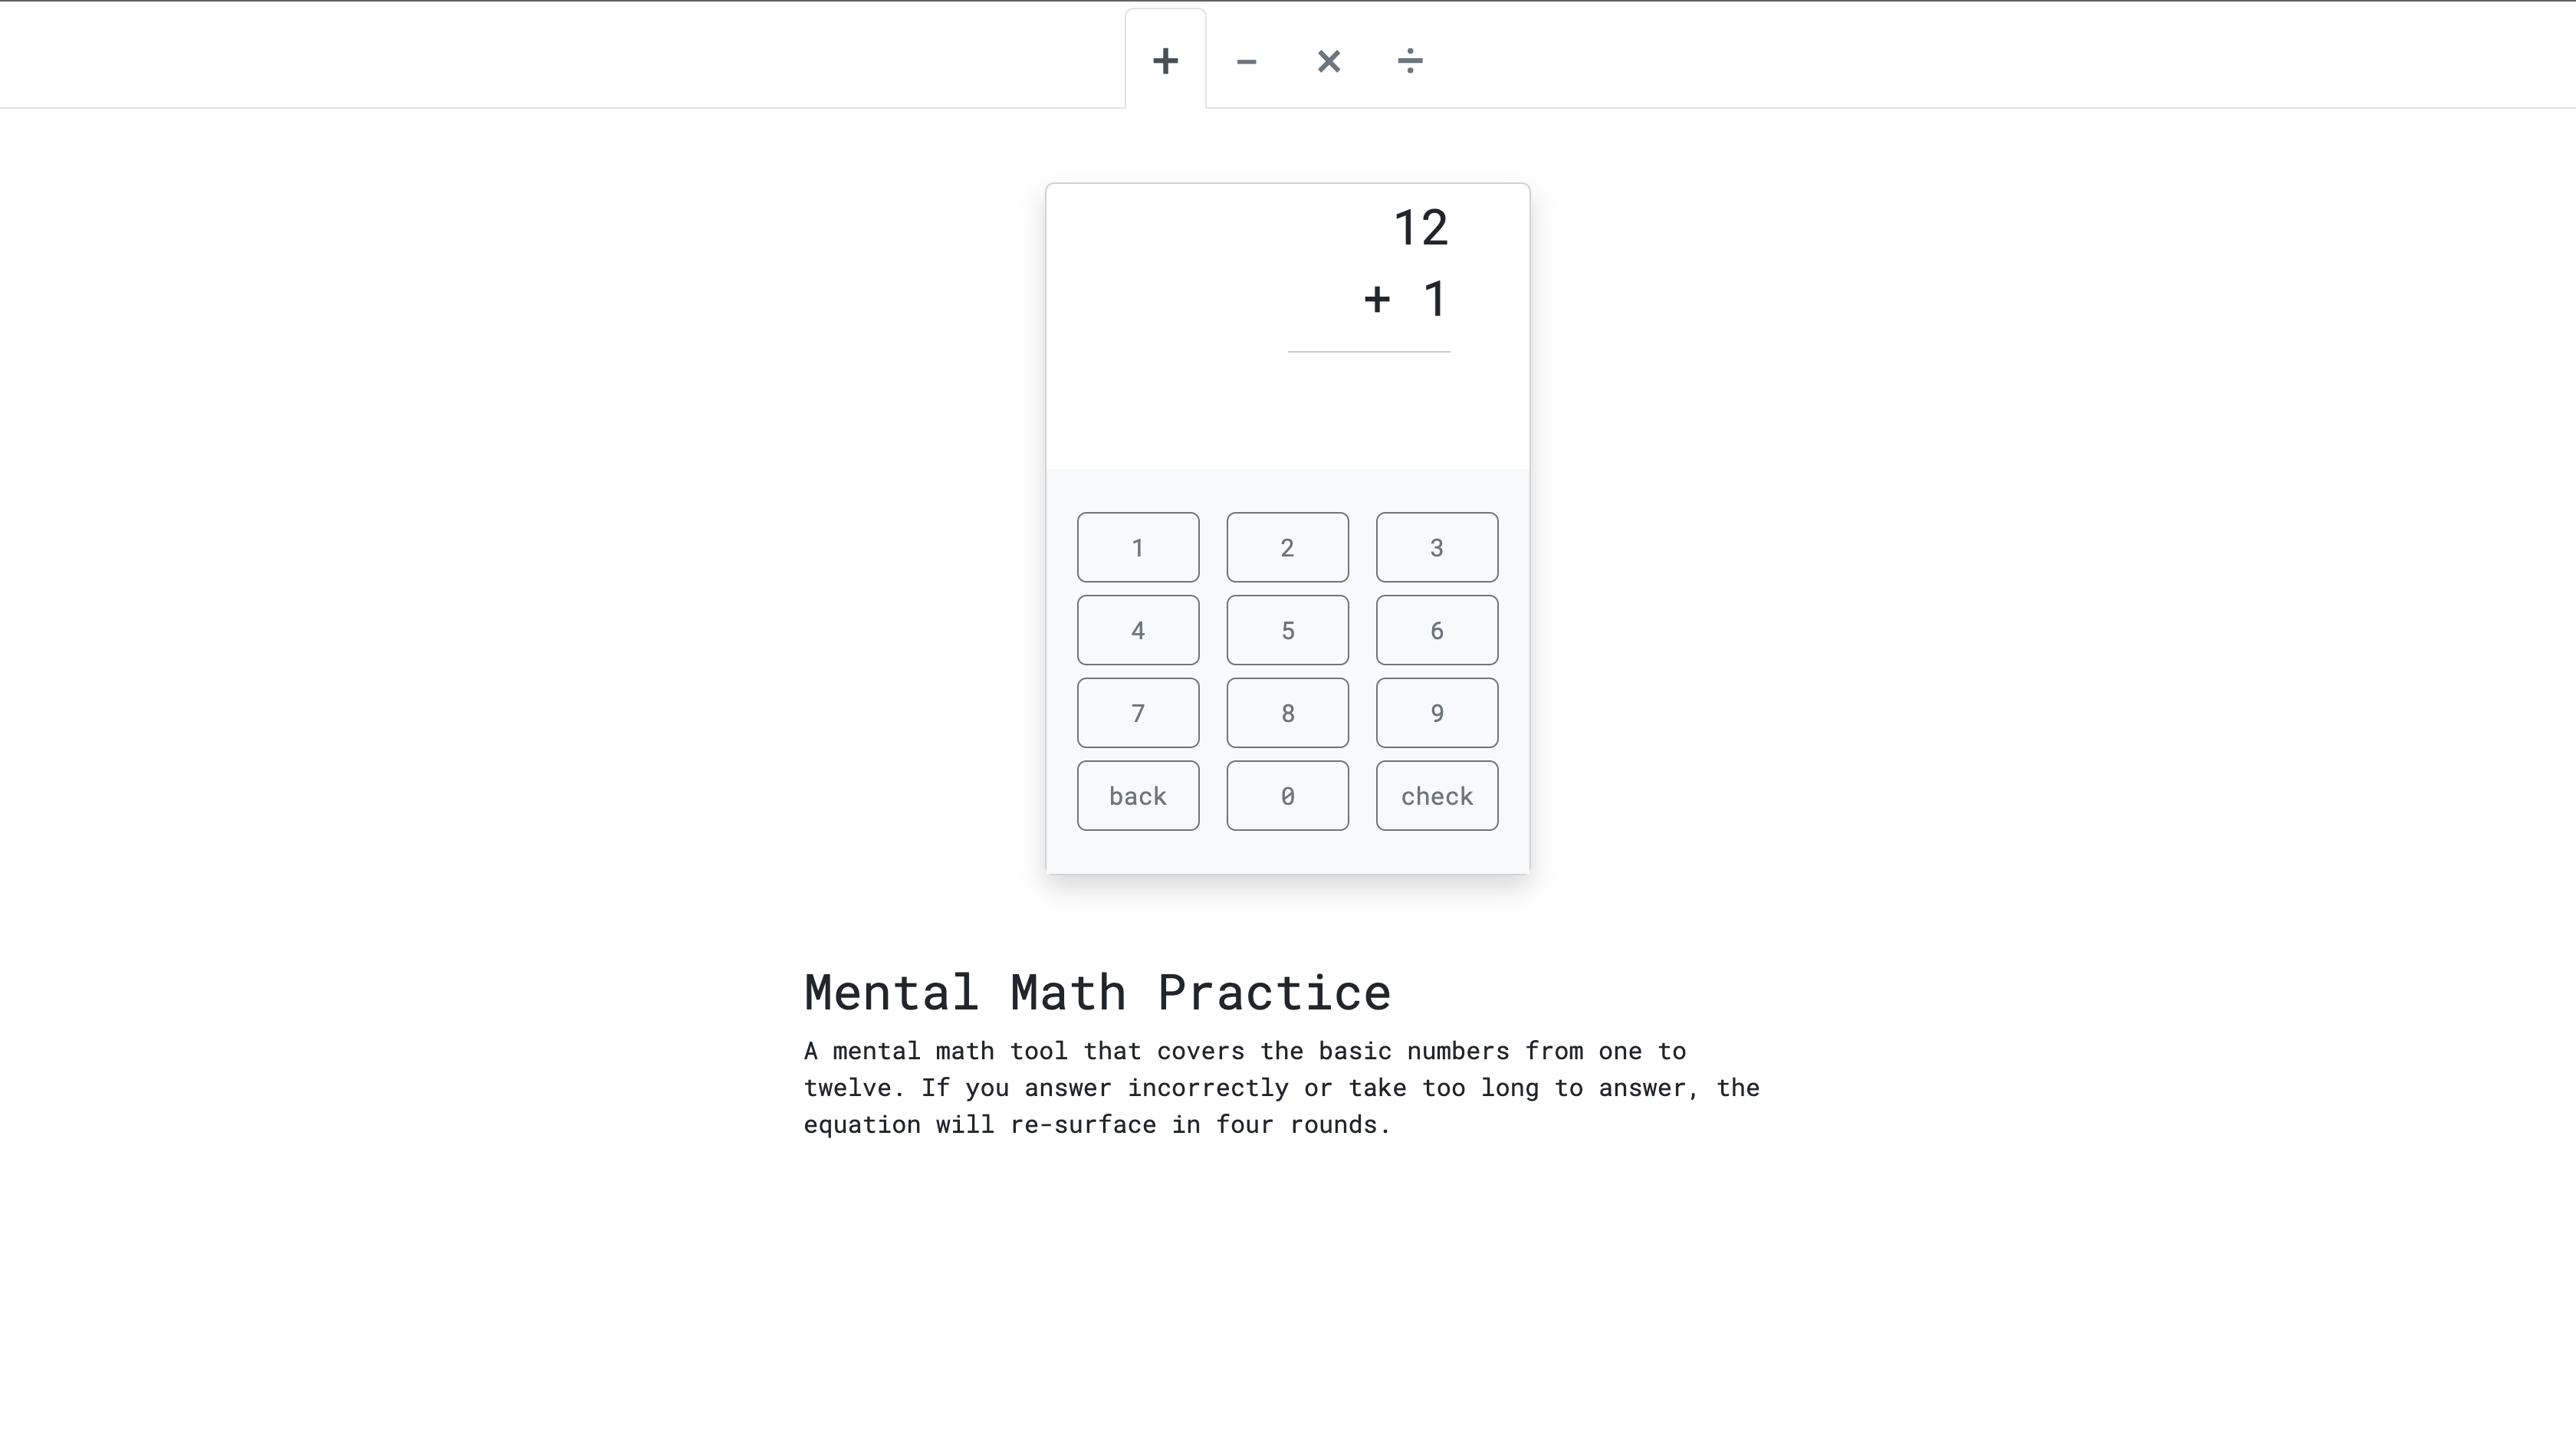 + − × ÷
12
+ 1
1 2 3
4 5 6
7 8 9
back 0 check
Mental Math Practice
A mental math tool that covers the basic numbers from one to
twelve. If you answer incorrectly or take too long to answer, the
equation will re-surface in four rounds.